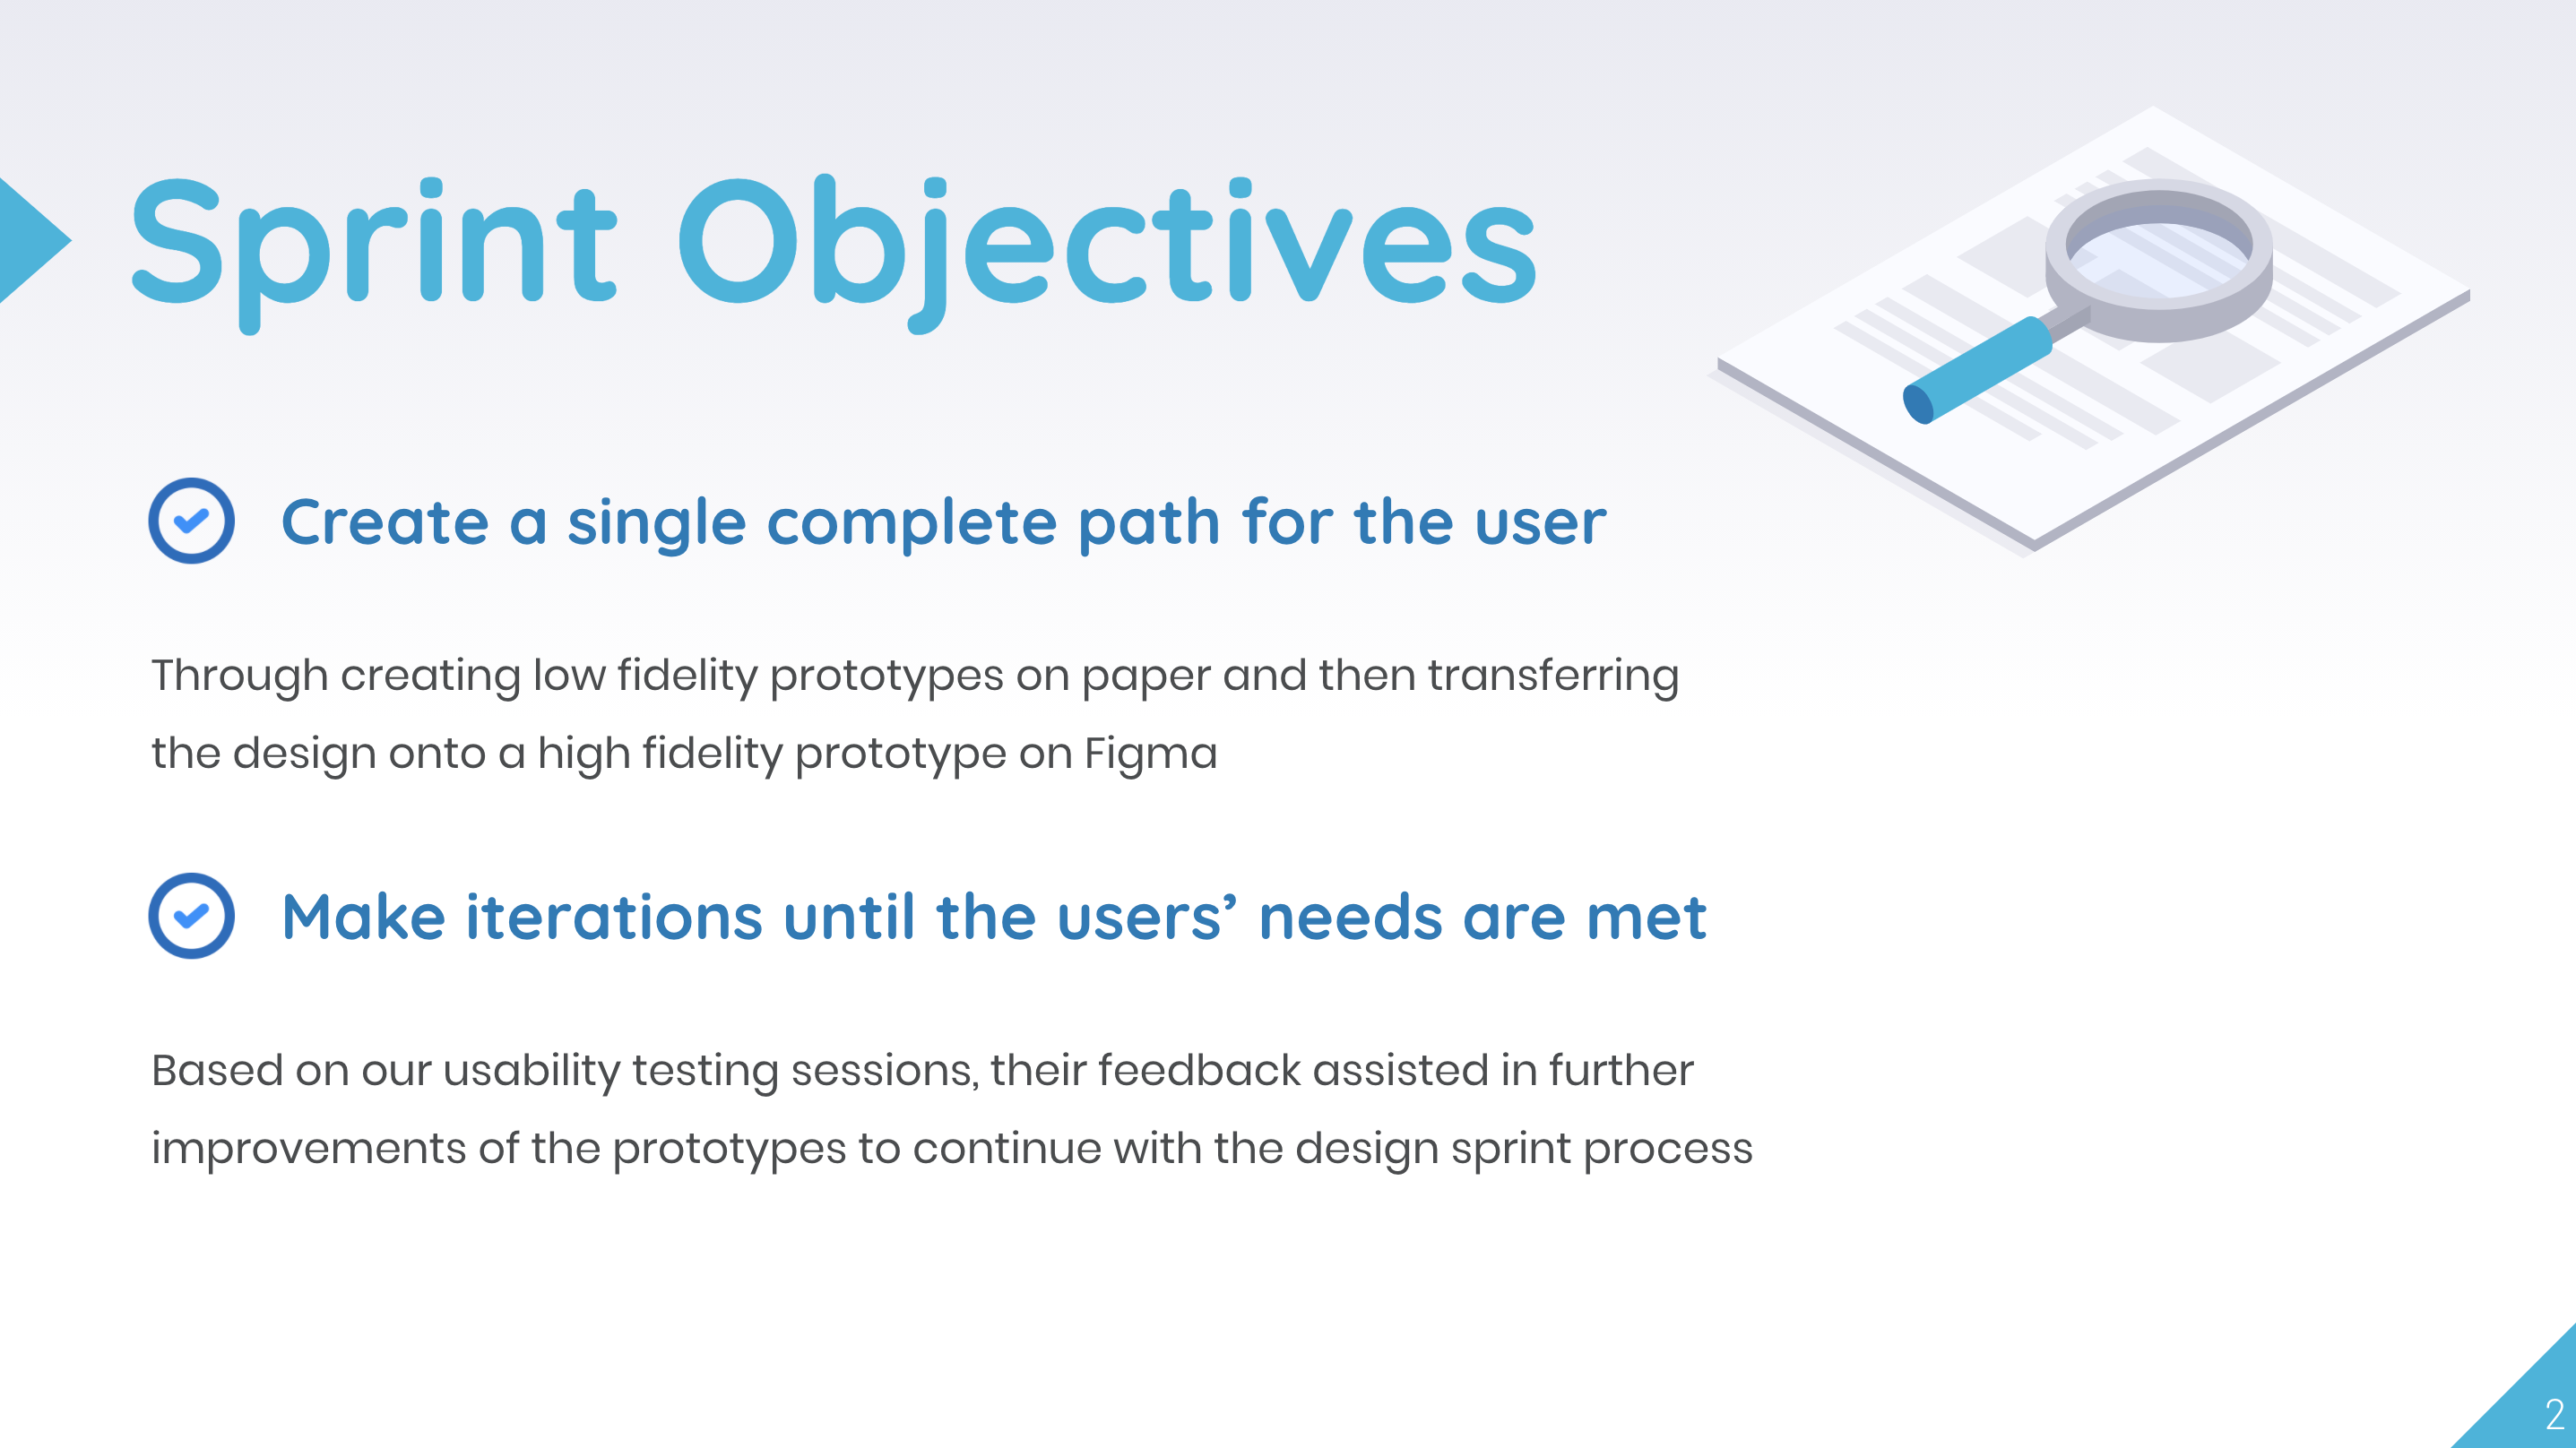 Sprint Objectives
Create a single complete path for the user
Through creating low fidelity prototypes on paper and then transferring
the design onto a high fidelity prototype on Figma
Make iterations until the users’ needs are met
Based on our usability testing sessions, their feedback assisted in further
improvements of the prototypes to continue with the design sprint process
2